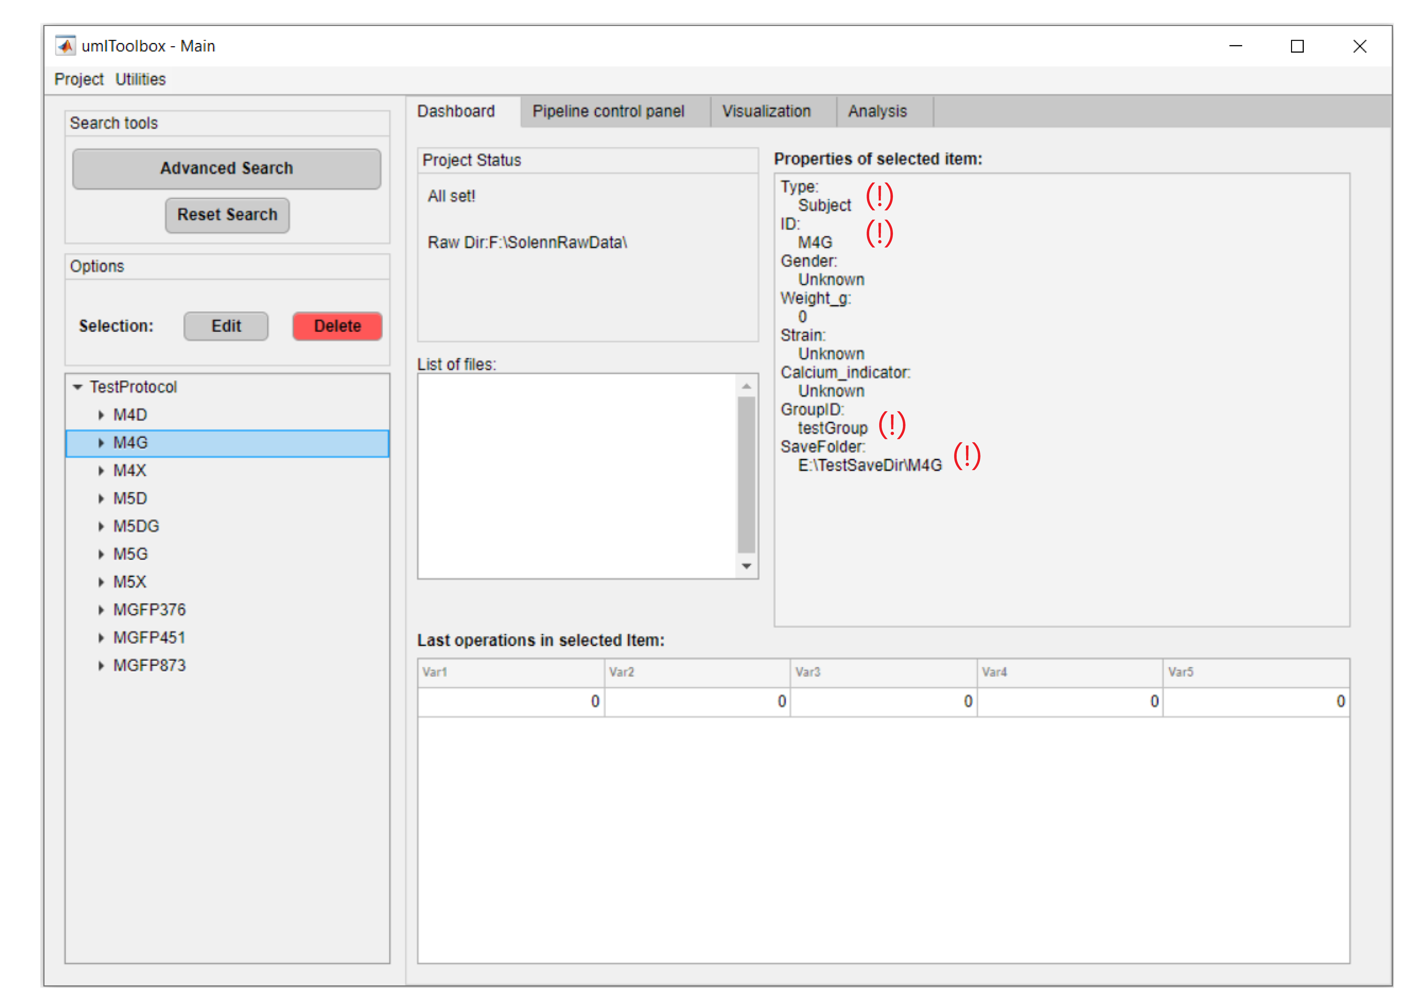 umIToolbox - Main
Project Utilities
Search tools
Advanced Search
Reset Search
Options
Selection: Edit Delete
TestProtocol
M4D
M4G
M4X
M5D
M5DG
M5G
M5X
MGFP376
MGFP451
MGFP873
Dashboard Pipeline control panel Visualization Analysis
Project Status
All set!
Raw Dir:F:\SolennRawData\
List of files:
Properties of selected item:
Type:
Subject (!)
ID:
M4G (!)
Gender:
Unknown
Weight_g:
0
Strain:
Unknown
Calcium_indicator:
Unknown
GroupID:
testGroup (!)
SaveFolder:
E:\TestSaveDir\M4G (!)
Last operations in selected Item:
Var1 Var2 Var3 Var4 Var5
0 0 0 0 0